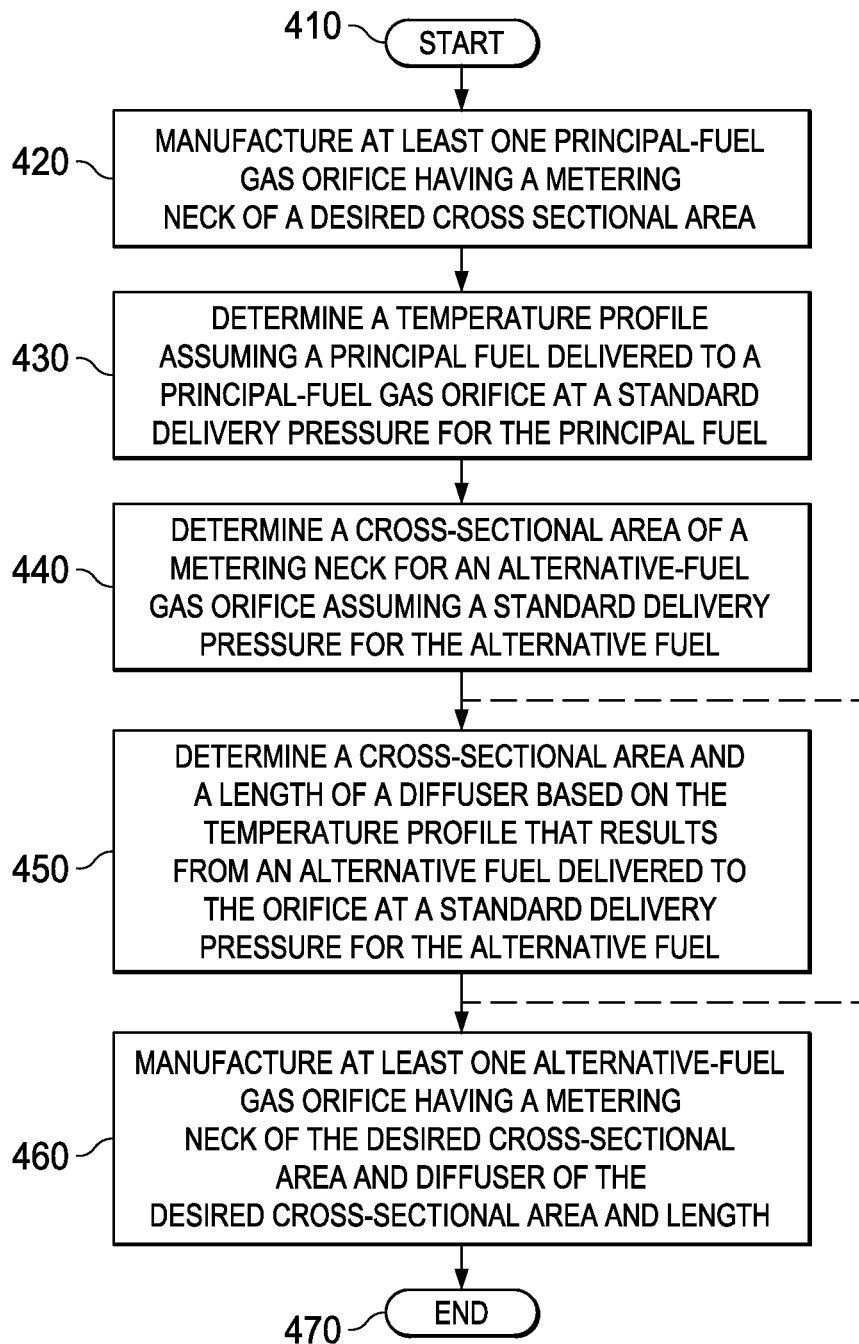 410
START
420
MANUFACTURE AT LEAST ONE PRINCIPAL-FUEL
GAS ORIFICE HAVING A METERING
NECK OF A DESIRED CROSS SECTIONAL AREA
430
DETERMINE A TEMPERATURE PROFILE
ASSUMING A PRINCIPAL FUEL DELIVERED TO A
PRINCIPAL-FUEL GAS ORIFICE AT A STANDARD
DELIVERY PRESSURE FOR THE PRINCIPAL FUEL
440
DETERMINE A CROSS-SECTIONAL AREA OF A
METERING NECK FOR AN ALTERNATIVE-FUEL
GAS ORIFICE ASSUMING A STANDARD DELIVERY
PRESSURE FOR THE ALTERNATIVE FUEL
450
DETERMINE A CROSS-SECTIONAL AREA AND
A LENGTH OF A DIFFUSER BASED ON THE
TEMPERATURE PROFILE THAT RESULTS
FROM AN ALTERNATIVE FUEL DELIVERED TO
THE ORIFICE AT A STANDARD DELIVERY
PRESSURE FOR THE ALTERNATIVE FUEL
460
MANUFACTURE AT LEAST ONE ALTERNATIVE-FUEL
GAS ORIFICE HAVING A METERING
NECK OF THE DESIRED CROSS-SECTIONAL
AREA AND DIFFUSER OF THE
DESIRED CROSS-SECTIONAL AREA AND LENGTH
470
END